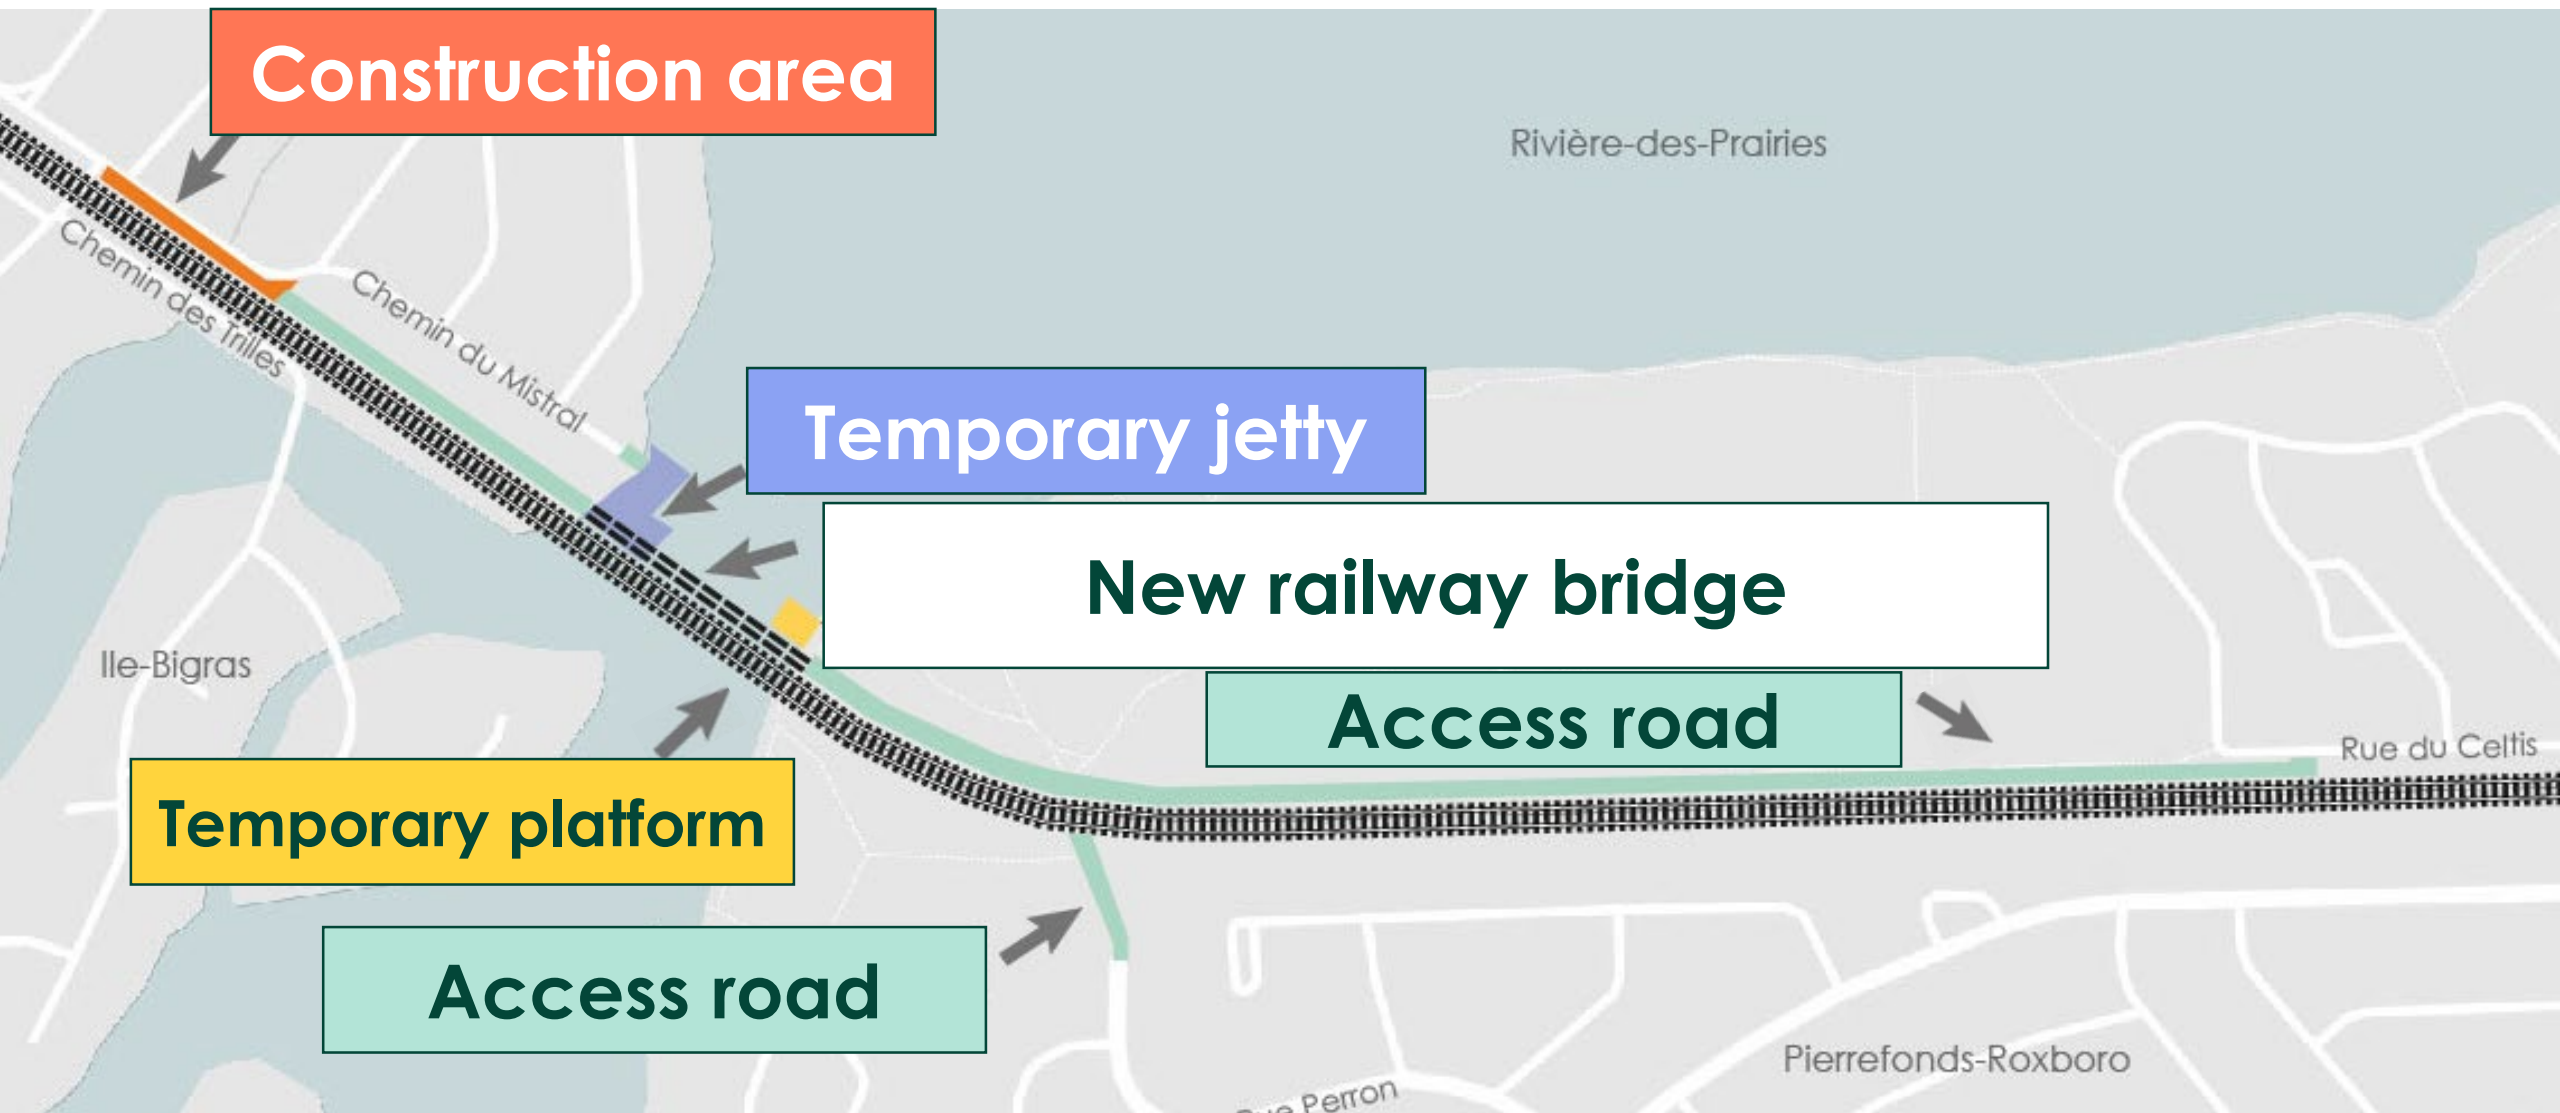 Construction area
Rivière-des-Prairies
Chemin des Trilles
Chemin du Mistral
Temporary jetty
New railway bridge
Ile-Bigras
Access road
Rue du Celtis
Temporary platform
Access road
Pierrefonds-Roxboro
Perron